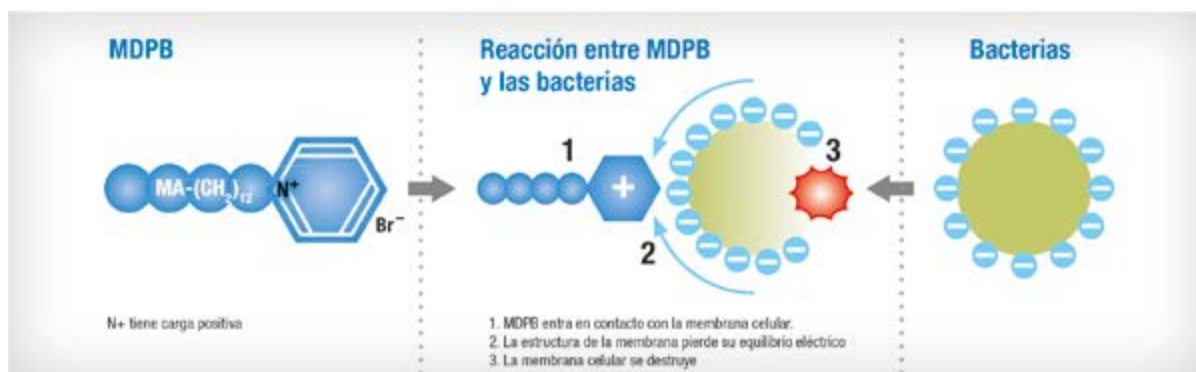 MDPB
MA-(CH₂)₁₂
N⁺
Br⁻
N+ tiene carga positiva
Reacción entre MDPB
y las bacterias
1
+
2
3
1. MDPB entra en contacto con la membrana celular.
2. La estructura de la membrana pierde su equilibrio eléctrico
3. La membrana celular se destruye
Bacterias